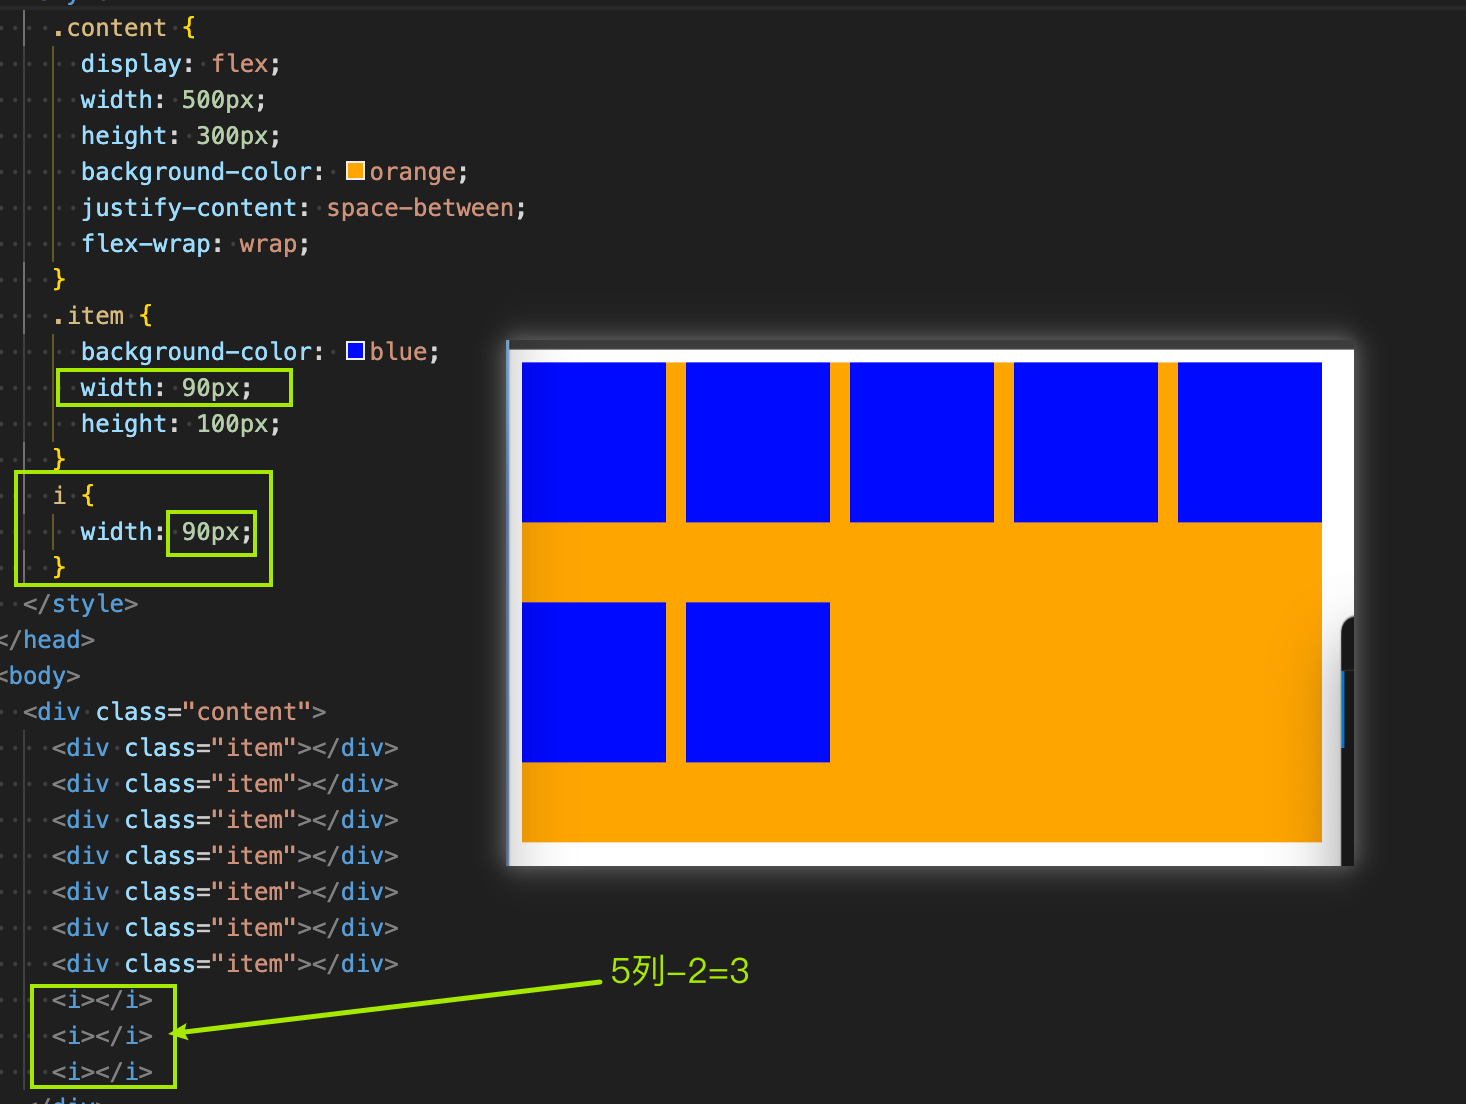 .content {
display: flex;
width: 500px;
height: 300px;
background-color: orange;
justify-content: space-between;
flex-wrap: wrap;
}
.item {
background-color: blue;
width: 90px;
height: 100px;
}
i {
width: 90px;
}
</style>
</head>
<body>
<div class="content">
<div class="item"></div>
<div class="item"></div>
<div class="item"></div>
<div class="item"></div>
<div class="item"></div>
<div class="item"></div>
<div class="item"></div>
5列-2=3
<i></i>
<i></i>
<i></i>